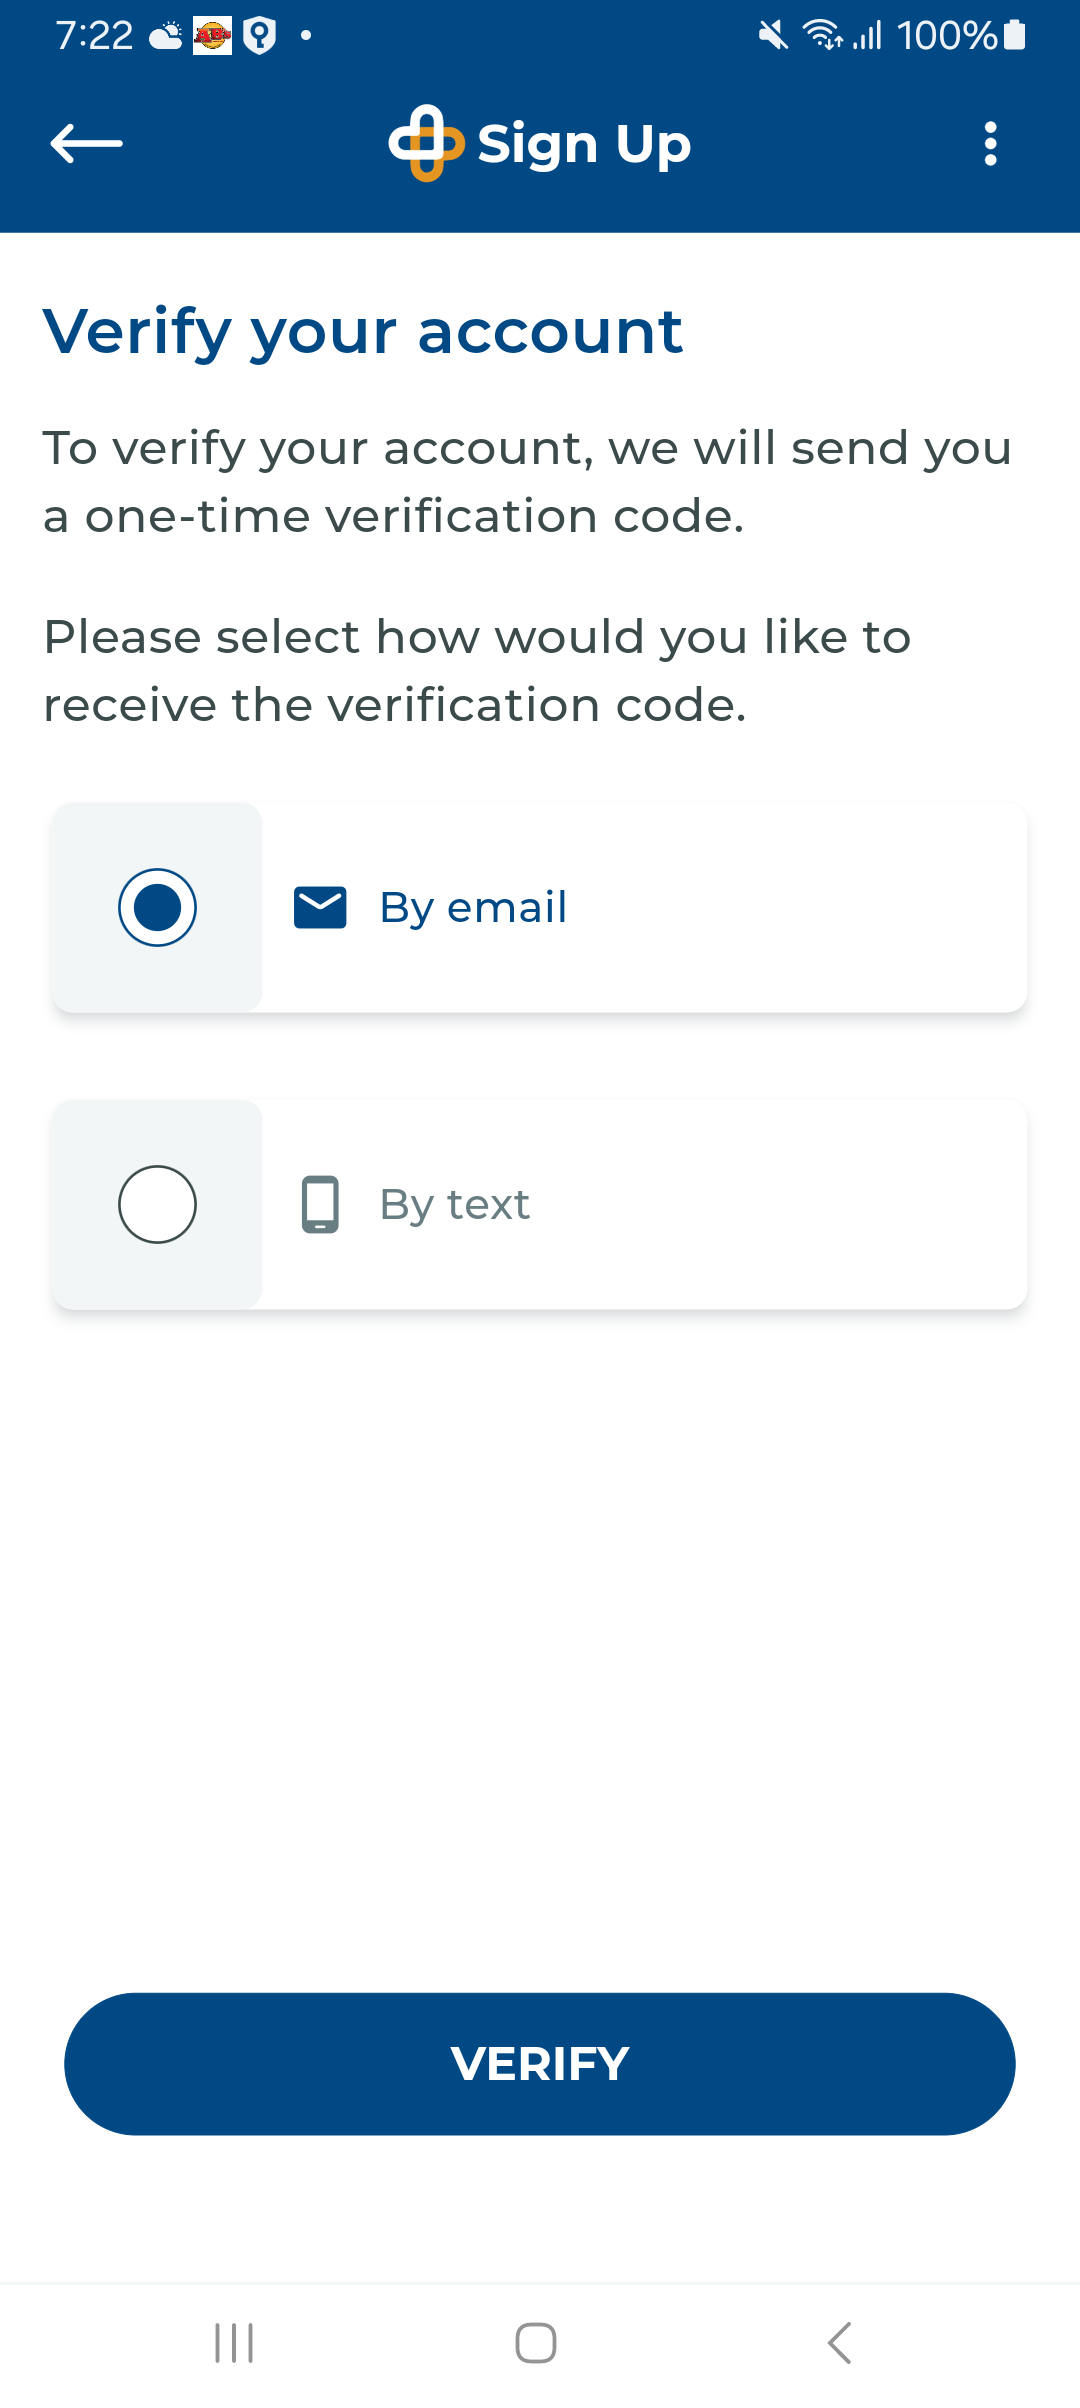 7:22
100%
Sign Up
Verify your account
To verify your account, we will send you
a one-time verification code.
Please select how would you like to
receive the verification code.
By email
By text
VERIFY